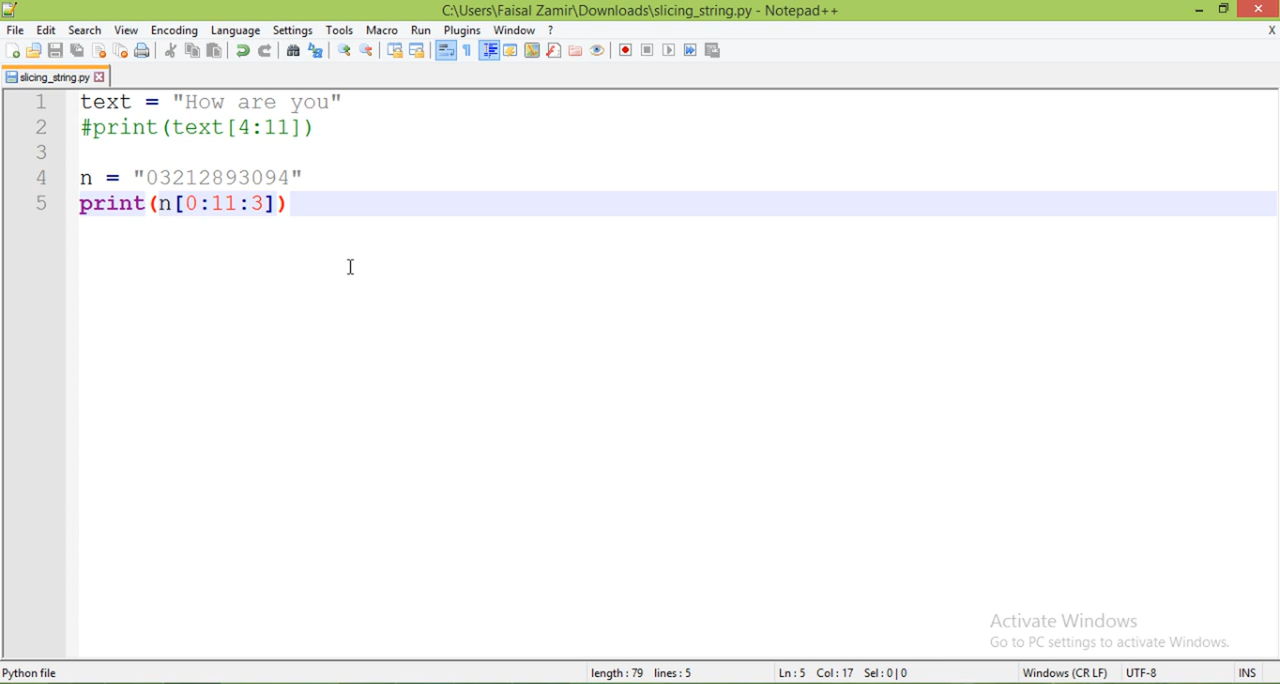 C:\Users\Faisal Zamir\Downloads\slicing_string.py - Notepad++
File Edit Search View Encoding Language Settings Tools Macro Run Plugins Window ? X
slicing_string.py
1 text = "How are you"
2 #print(text[4:11])
3
4 n = "03212893094"
5 print(n[0:11:3])
Activate Windows
Go to PC settings to activate Windows.
Python file length : 79 lines : 5 Ln : 5 Col : 17 Sel : 0 | 0 Windows (CR LF) UTF-8 INS